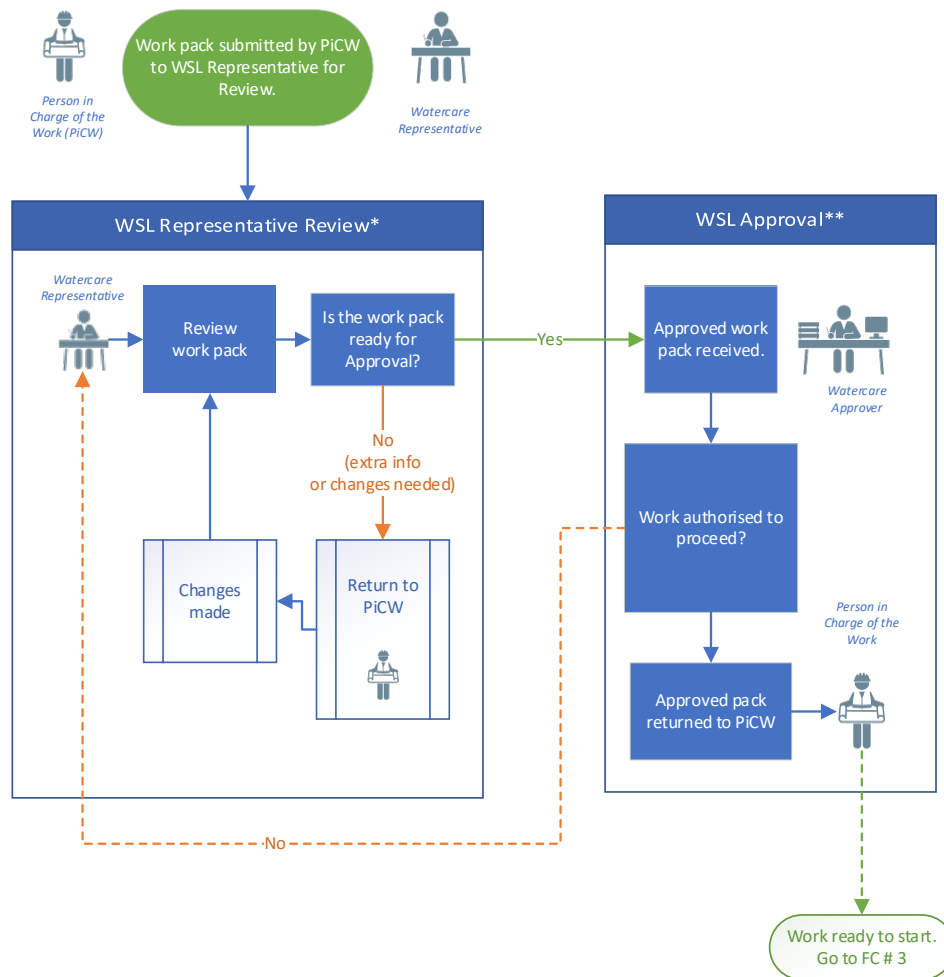 Work pack submitted by PiCW
to WSL Representative for
Review.
Person in
Charge of the
Work (PiCW)
Watercare
Representative
WSL Representative Review*
Watercare
Representative
Review
work pack
Is the work pack
ready for
Approval?
Yes
No
(extra info
or changes needed)
Changes
made
Return to
PiCW
WSL Approval**
Approved work
pack received.
Watercare
Approver
Work authorised to
proceed?
Person in
Charge of the
Work
Approved pack
returned to PiCW
No
Work ready to start.
Go to FC # 3